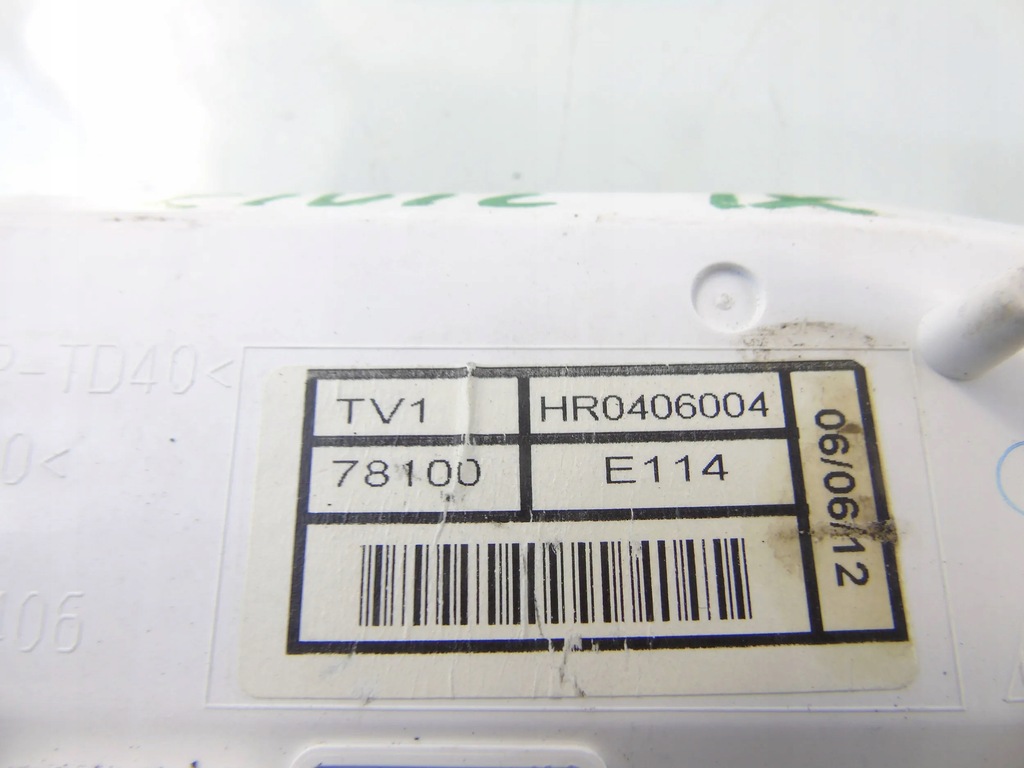 CIVIC IX
P-TD40<
0<
406
TV1
HR0406004
78100
E114
06/06/12